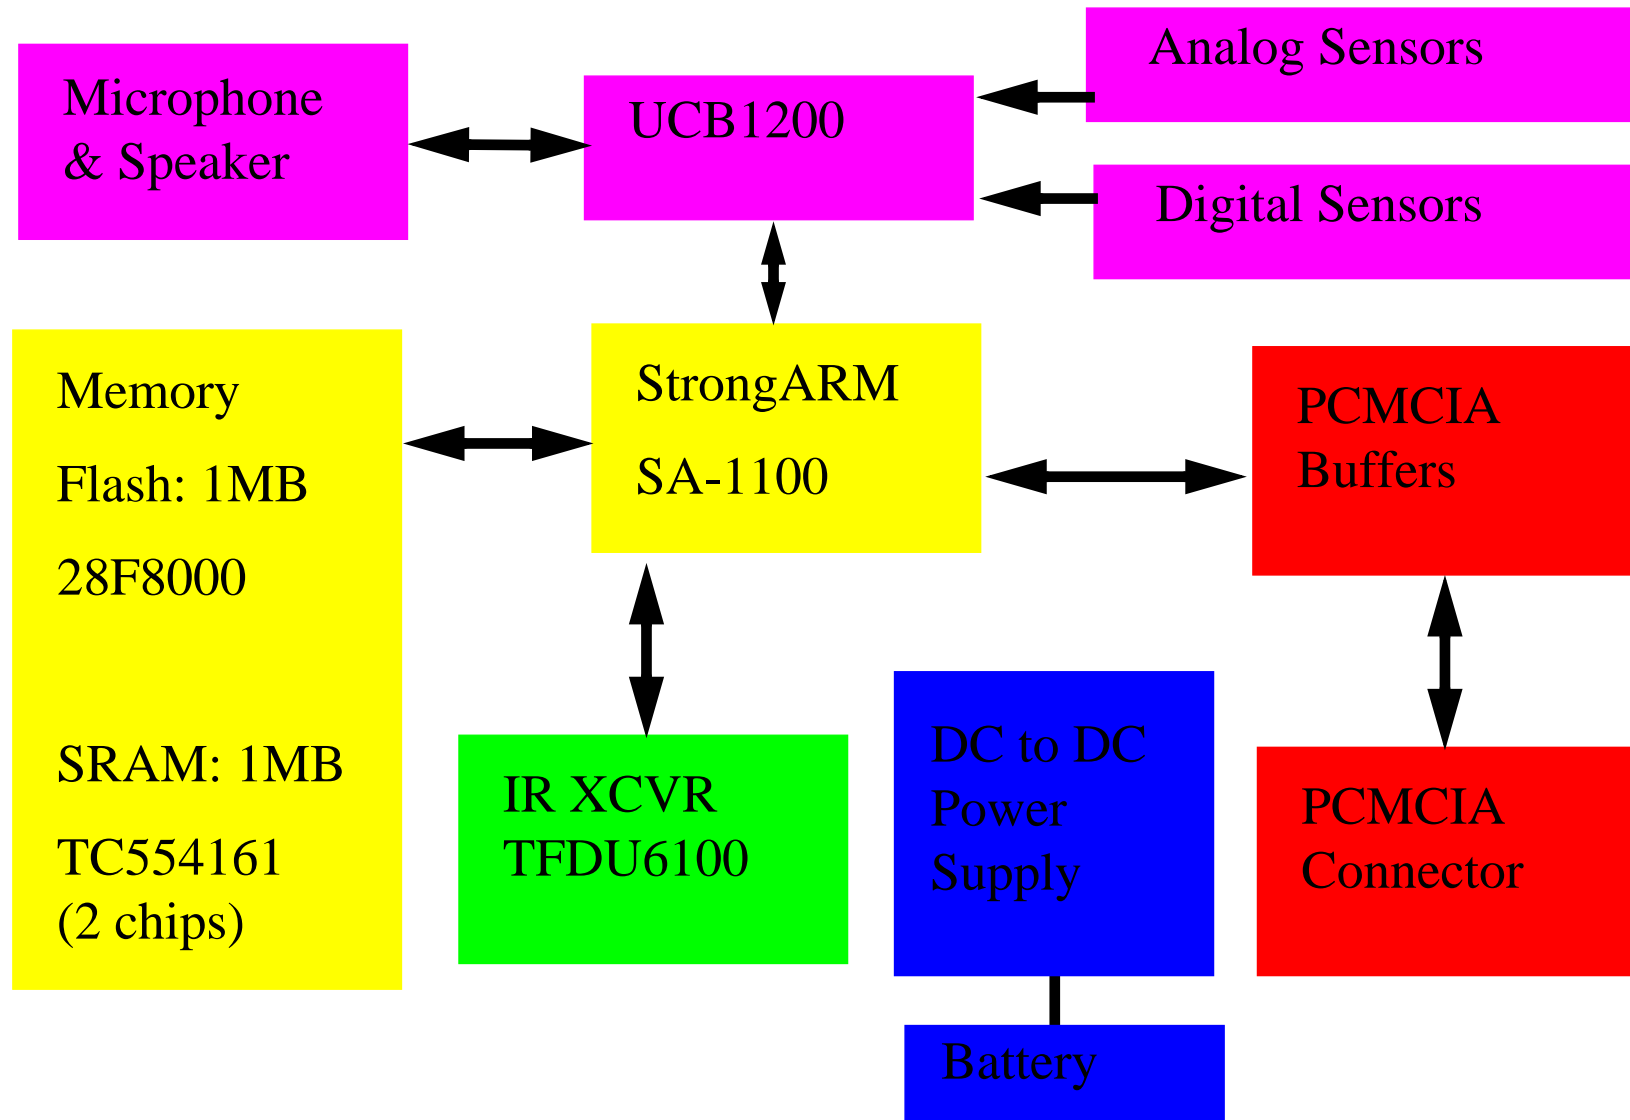 Microphone
& Speaker
UCB1200
Analog Sensors
Digital Sensors
Memory
Flash: 1MB
28F8000
SRAM: 1MB
TC554161
(2 chips)
StrongARM
SA-1100
PCMCIA
Buffers
IR XCVR
TFDU6100
DC to DC
Power
Supply
PCMCIA
Connector
Battery